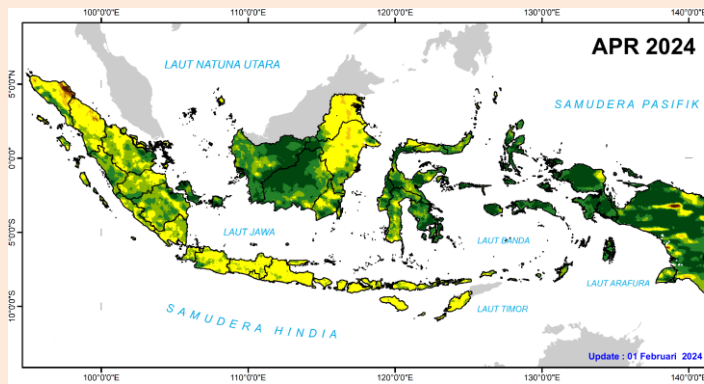 100°0'0"E 110°0'0"E 120°0'0"E 130°0'0"E 140°0'
APR 2024
LAUT NATUNA UTARA
5°0'0"N
SAMUDERA PASIFIK
0°0'0"
LAUT JAWA
LAUT BANDA
5°0'0"S
LAUT ARAFURA
10°0'0"S
SAMUDERA HINDIA
LAUT TIMOR
Update : 01 Februari 2024
100°0'0"E 110°0'0"E 120°0'0"E 130°0'0"E 140°0'